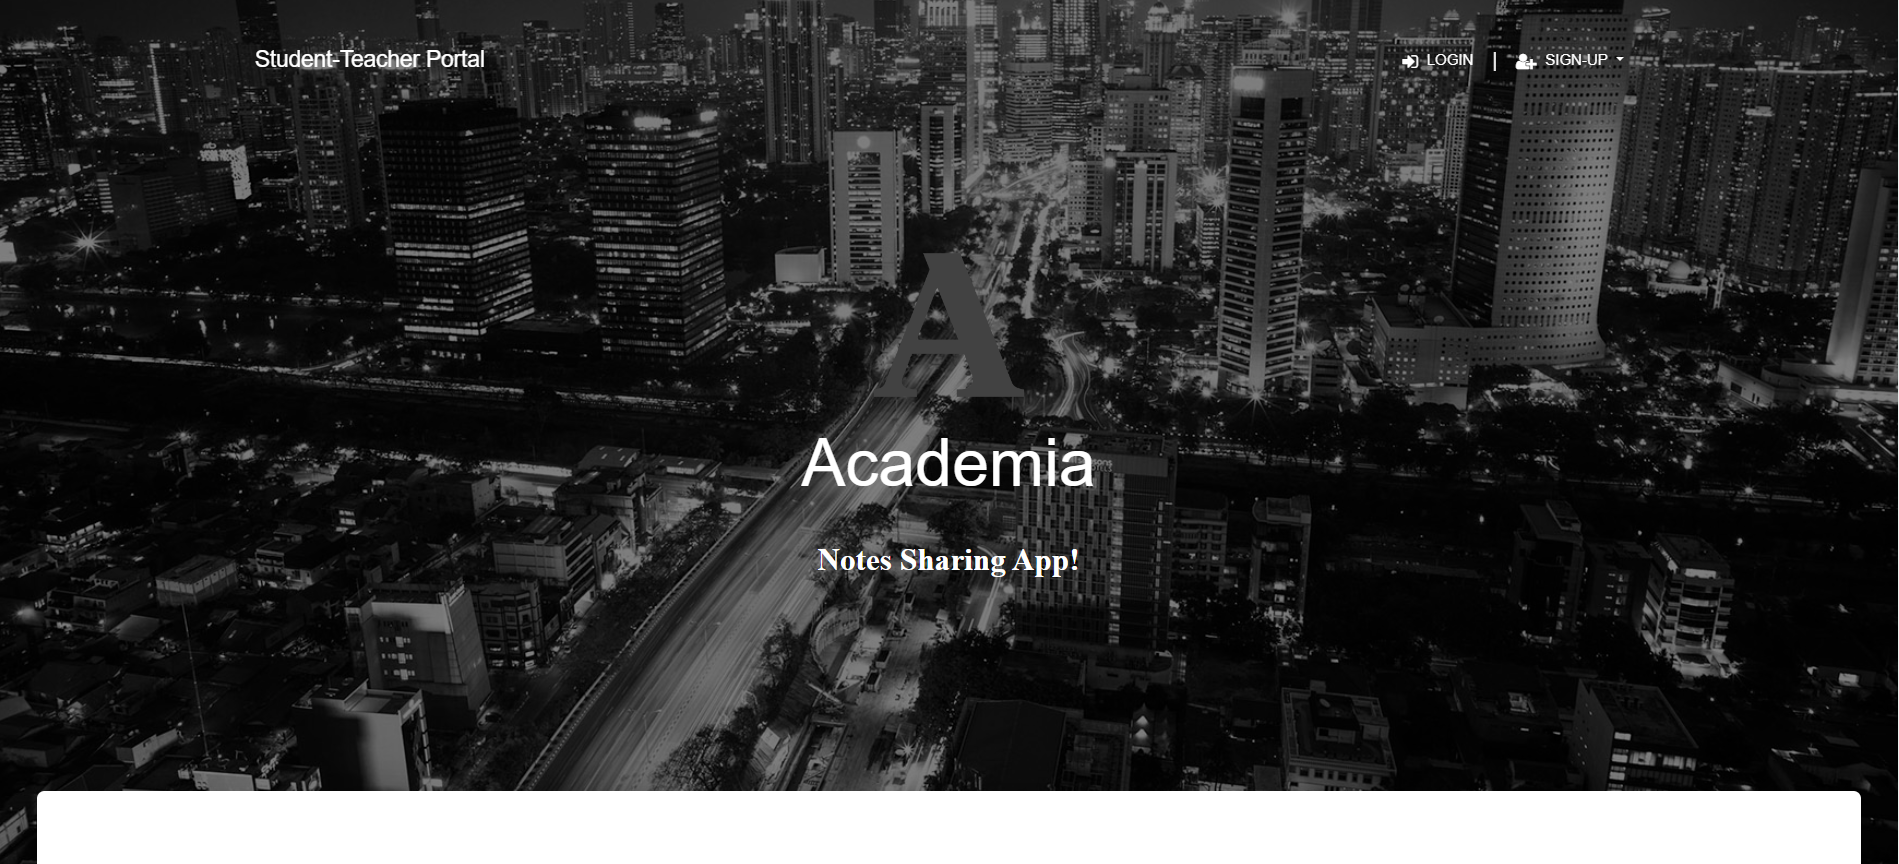 Student-Teacher Portal
LOGIN | SIGN-UP
A
Academia
Notes Sharing App!